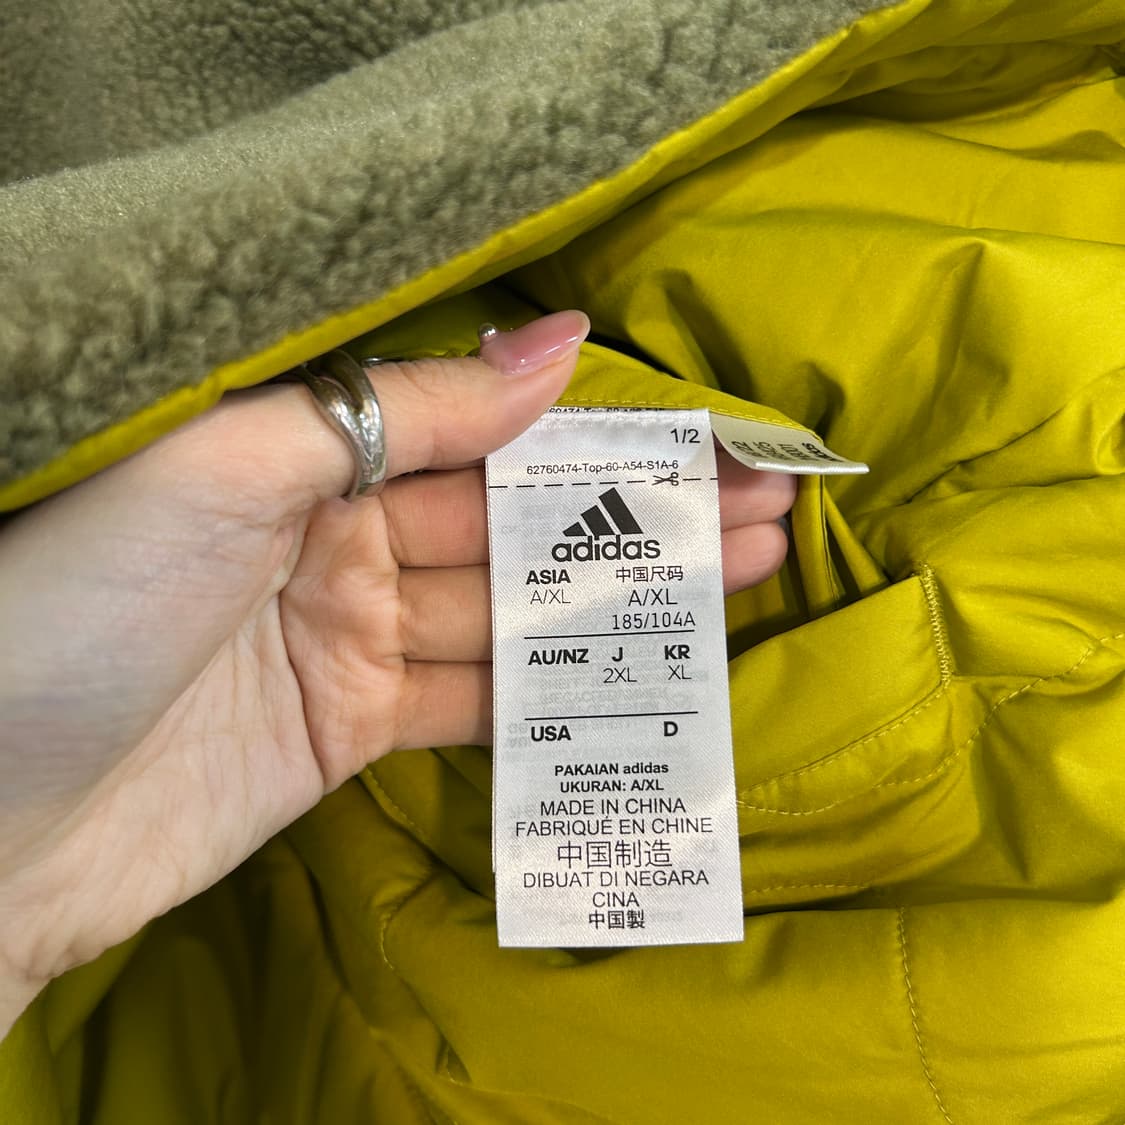 1/2
62760474-Top-60-A54-S1A-6
adidas
ASIA 中国尺码
A/XL A/XL
185/104A
AU/NZ J KR
2XL XL
USA D
PAKAIAN adidas
UKURAN: A/XL
MADE IN CHINA
FABRIQUÉ EN CHINE
中国制造
DIBUAT DI NEGARA
CINA
中国製